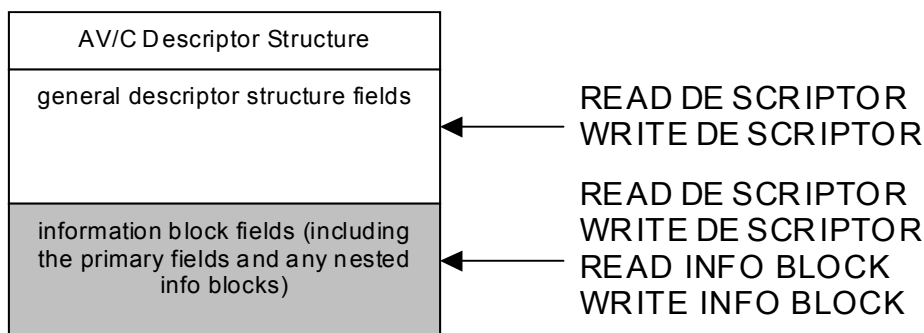 AV/C Descriptor Structure
general descriptor structure fields
READ DESCRIPTOR
WRITE DESCRIPTOR
information block fields (including
the primary fields and any nested
info blocks)
READ DESCRIPTOR
WRITE DESCRIPTOR
READ INFO BLOCK
WRITE INFO BLOCK